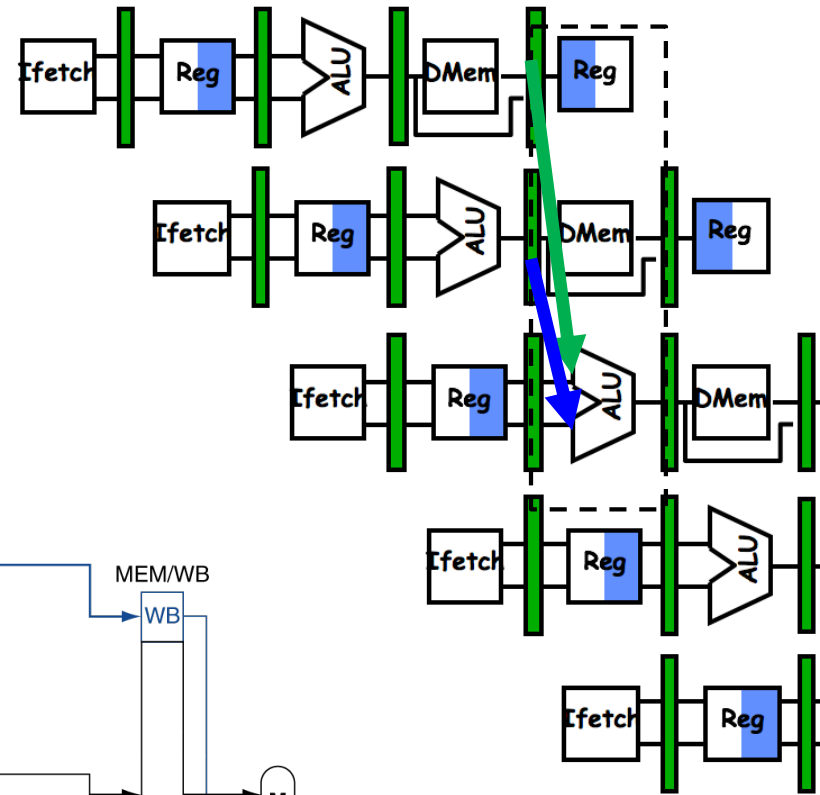 Ifetch Reg ALU DMem Reg
Ifetch Reg ALU DMem Reg
Ifetch Reg ALU DMem
Ifetch Reg ALU
MEM/WB
WB
Ifetch Reg